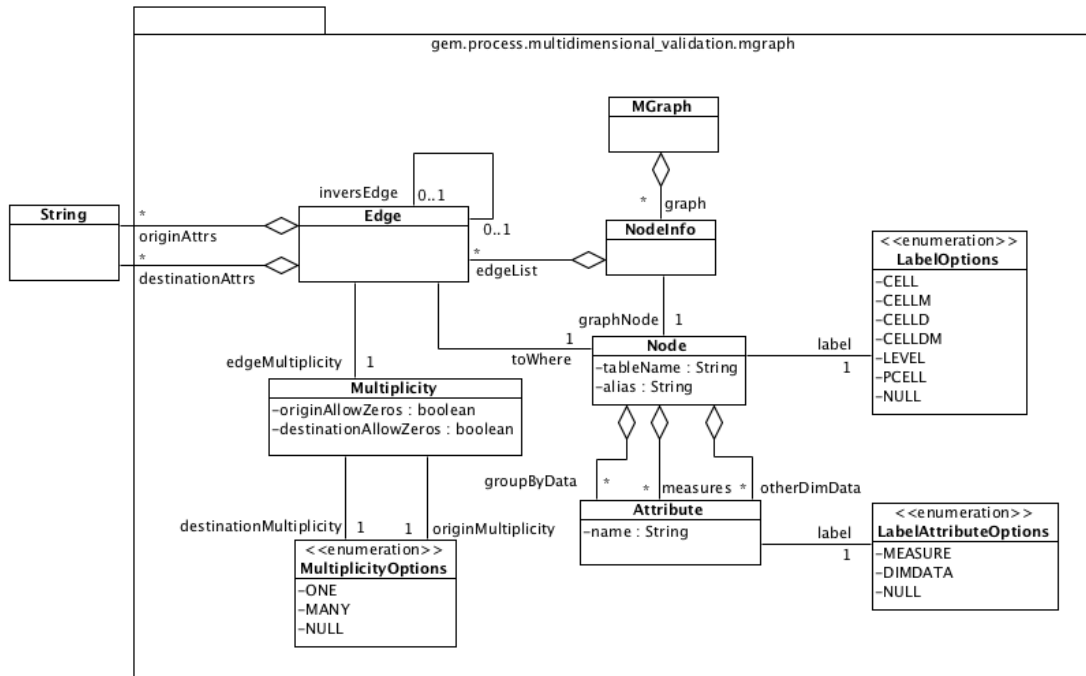 gem.process.multidimensional_validation.mgraph
MGraph
* graph
inversEdge 0..1
0..1
String
*
originAttrs
*
destinationAttrs
Edge
*
edgeList
NodeInfo
graphNode 1
1
toWhere
Node
-tableName : String
-alias : String
label
1
<<enumeration>>
LabelOptions
-CELL
-CELLM
-CELLD
-CELLDM
-LEVEL
-PCELL
-NULL
edgeMultiplicity 1
Multiplicity
-originAllowZeros : boolean
-destinationAllowZeros : boolean
groupByData *
* measures
* otherDimData
Attribute
-name : String
label
1
<<enumeration>>
LabelAttributeOptions
-MEASURE
-DIMDATA
-NULL
destinationMultiplicity 1
1 originMultiplicity
<<enumeration>>
MultiplicityOptions
-ONE
-MANY
-NULL